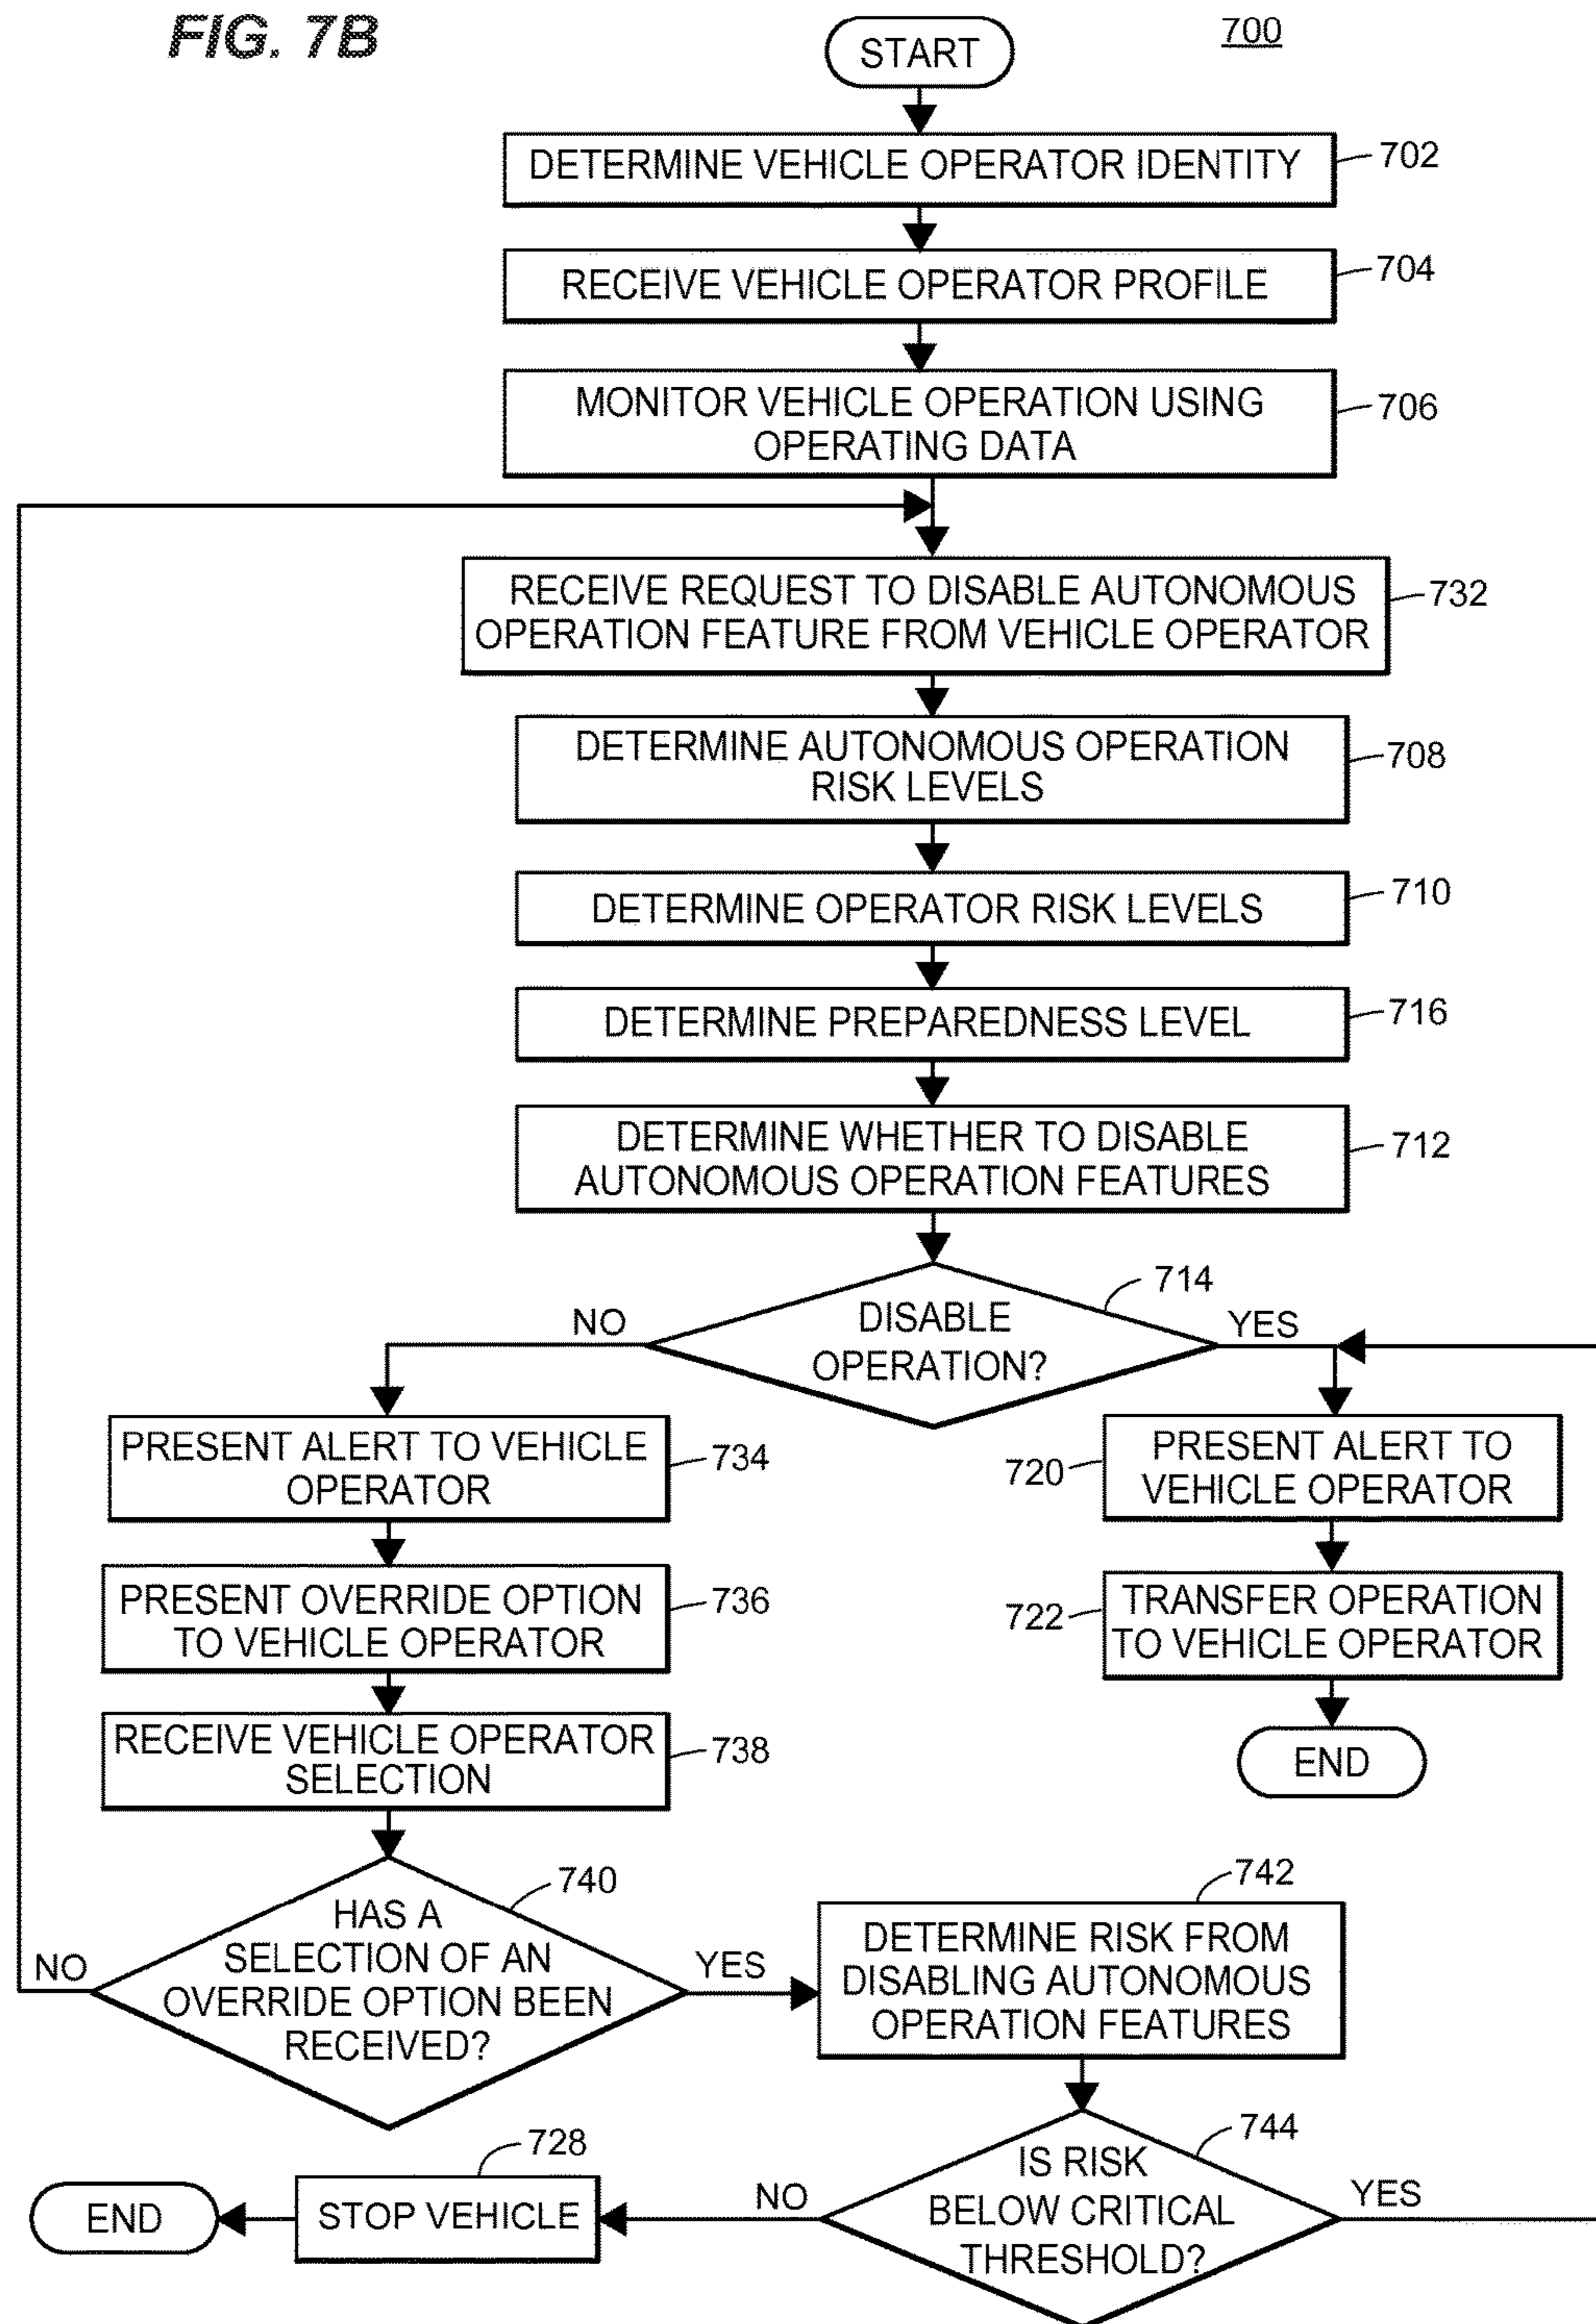 FIG. 7B
700
START
DETERMINE VEHICLE OPERATOR IDENTITY
702
RECEIVE VEHICLE OPERATOR PROFILE
704
MONITOR VEHICLE OPERATION USING
OPERATING DATA
706
RECEIVE REQUEST TO DISABLE AUTONOMOUS
OPERATION FEATURE FROM VEHICLE OPERATOR
732
DETERMINE AUTONOMOUS OPERATION
RISK LEVELS
708
DETERMINE OPERATOR RISK LEVELS
710
DETERMINE PREPAREDNESS LEVEL
716
DETERMINE WHETHER TO DISABLE
AUTONOMOUS OPERATION FEATURES
712
714
DISABLE
OPERATION?
NO
YES
PRESENT ALERT TO VEHICLE
OPERATOR
734
720
PRESENT ALERT TO
VEHICLE OPERATOR
PRESENT OVERRIDE OPTION
TO VEHICLE OPERATOR
736
722
TRANSFER OPERATION
TO VEHICLE OPERATOR
RECEIVE VEHICLE OPERATOR
SELECTION
738
END
740
HAS A
SELECTION OF AN
OVERRIDE OPTION BEEN
RECEIVED?
NO
YES
742
DETERMINE RISK FROM
DISABLING AUTONOMOUS
OPERATION FEATURES
744
IS RISK
BELOW CRITICAL
THRESHOLD?
NO
YES
728
STOP VEHICLE
END